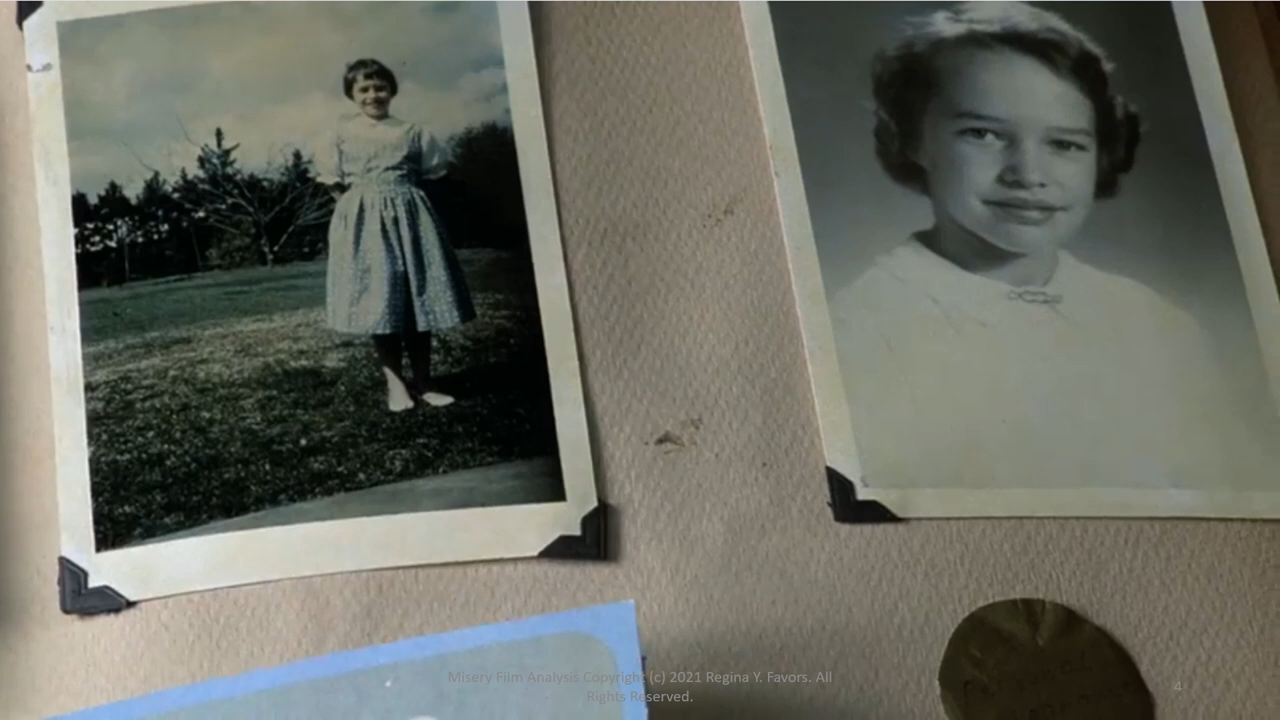 Misery Film Analysis Copyright (c) 2021 Regina Y. Favors. All
Rights Reserved.
4